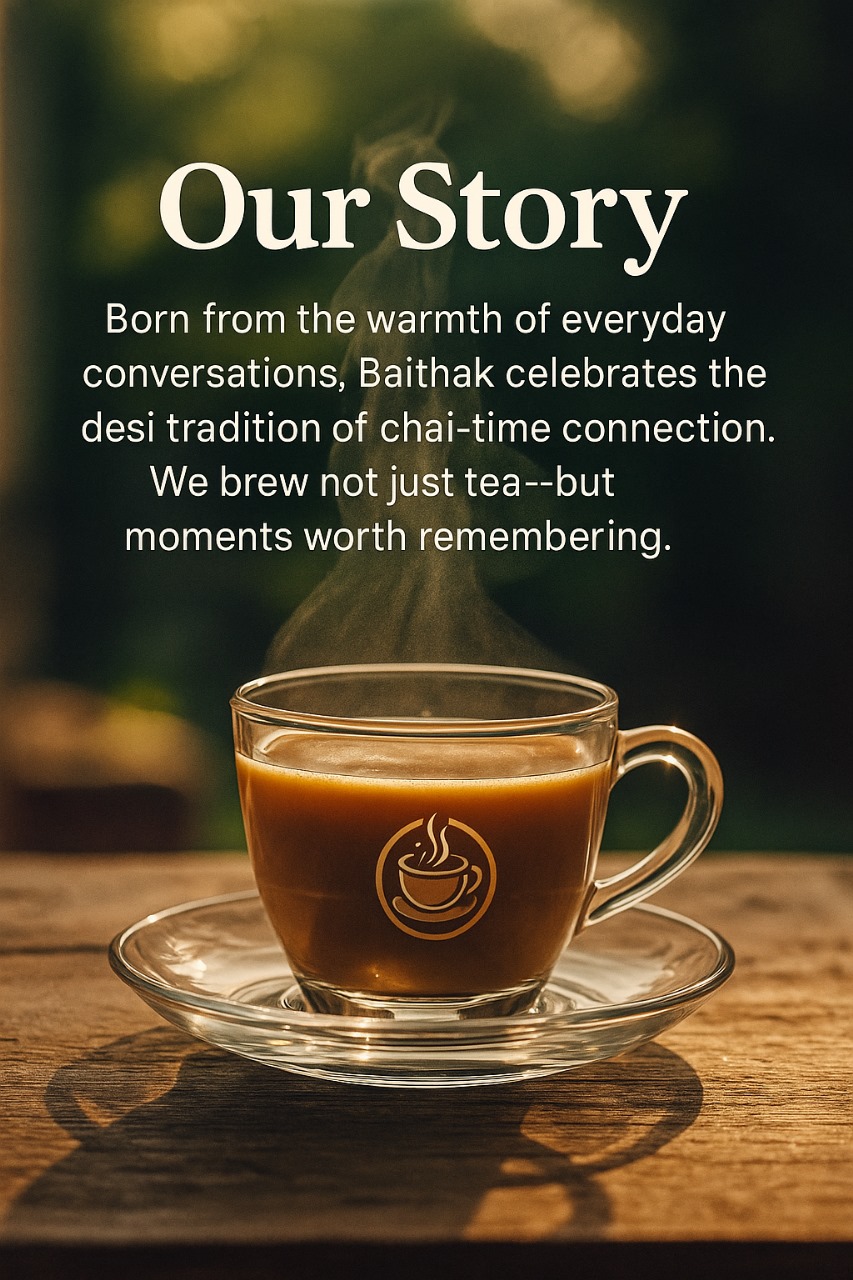 Our Story
Born from the warmth of everyday
conversations, Baithak celebrates the
desi tradition of chai-time connection.
We brew not just tea--but
moments worth remembering.